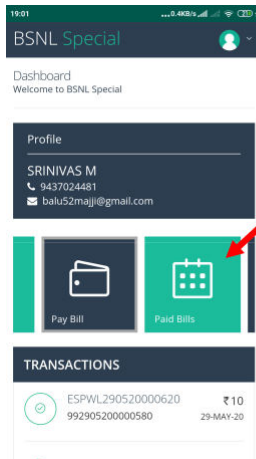 19:01 ...0.4KB/s
BSNL Special
Dashboard
Welcome to BSNL Special
Profile
SRINIVAS M
9437024481
balu52majji@gmail.com
Pay Bill
Paid Bills
TRANSACTIONS
ESPWL290520000620 ₹10
992905200000580 29-MAY-20